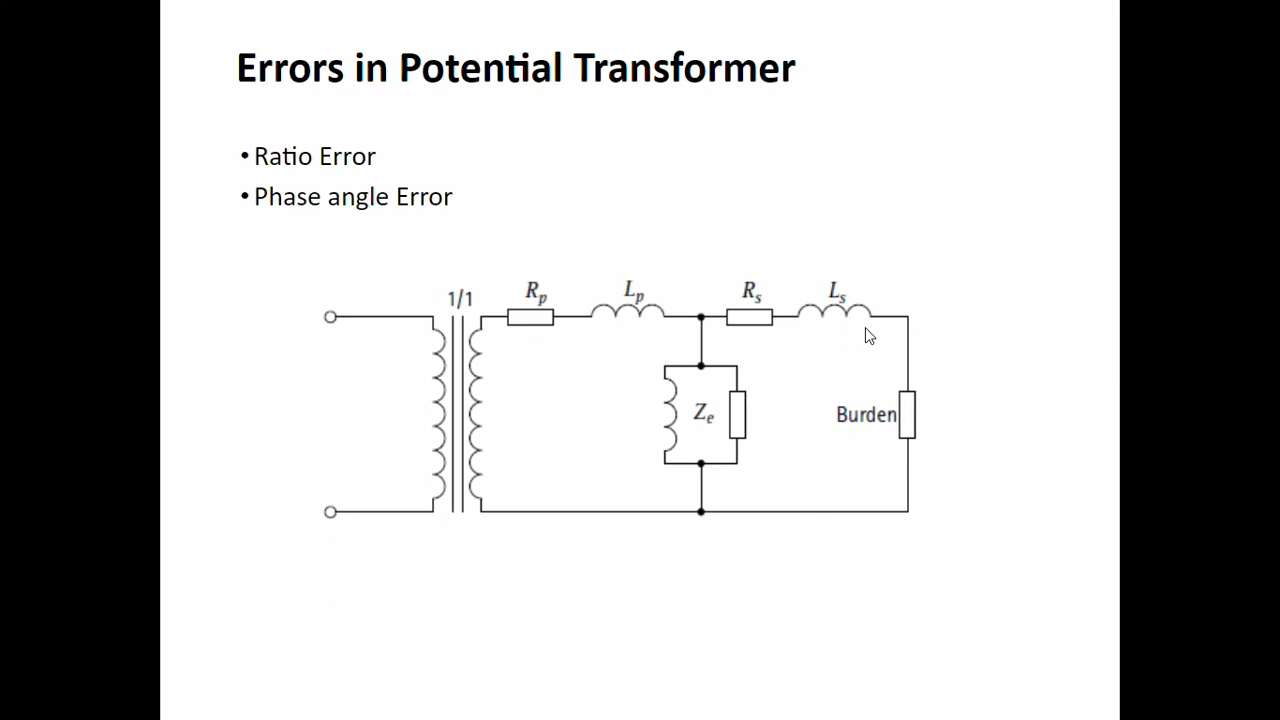 Errors in Potential Transformer
• Ratio Error
• Phase angle Error
1/1
Rp
Lp
Rs
Ls
Ze
Burden